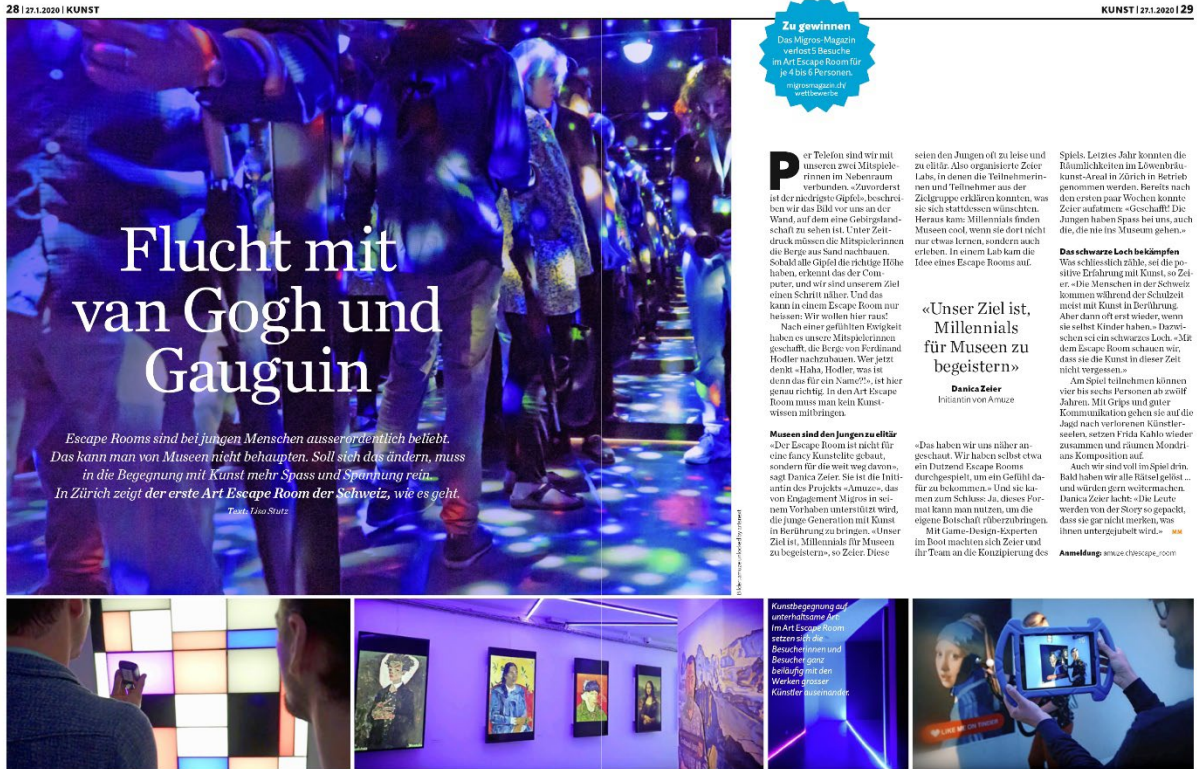 28 | 27.1.2020 | KUNST
KUNST | 27.1.2020 | 29
Flucht mit
van Gogh und
Gauguin
Escape Rooms sind bei jungen Menschen ausserordentlich beliebt.
Das kann man von Museen nicht behaupten. Soll sich das ändern, muss
in die Begegnung mit Kunst mehr Spass und Spannung rein.
In Zürich zeigt der erste Art Escape Room der Schweiz, wie es geht.
Text: Lisa Stutz
Zu gewinnen
Das Migros-Magazin
verlost 5 Besuche
im Art Escape Room für
je 4 bis 6 Personen.
migrosmagazin.ch/
wettbewerbe
Per Telefon sind wir mit
unseren zwei Mitspiele-
rinnen im Nebenraum
verbunden. «Zuvorderst
ist der niedrigste Gipfel», beschrei-
ben wir das Bild vor uns an der
Wand, auf dem eine Gebirgsland-
schaft zu sehen ist. Unter Zeit-
druck müssen die Mitspielerinnen
die Berge aus Sand nachbauen.
Sobald alle Gipfel die richtige Höhe
haben, erkennt das der Com-
puter, und wir sind unserem Ziel
einen Schritt näher. Und das
kann in einem Escape Room nur
heissen: Wir wollen hier raus!
Nach einer gefühlten Ewigkeit
haben es unsere Mitspielerinnen
geschafft, die Berge von Ferdinand
Hodler nachzubauen. Wer jetzt
denkt «Haha, Hodler, was ist
denn das für ein Name?!», ist hier
genau richtig. In den Art Escape
Room muss man kein Kunst-
wissen mitbringen.
Museen sind den Jungen zu elitär
«Der Escape Room ist nicht für
eine fancy Kunstelite gebaut,
sondern für die weit weg davon»,
sagt Danica Zeier. Sie ist die Initi-
antin des Projekts «Amuze», das
von Engagement Migros in sei-
nem Vorhaben unterstützt wird,
die junge Generation mit Kunst
in Berührung zu bringen. «Unser
Ziel ist, Millennials für Museen
zu begeistern», so Zeier. Diese
seien den Jungen oft zu leise und
zu elitär. Also organisierte Zeier
Labs, in denen die Teilnehmerin-
nen und Teilnehmer aus der
Zielgruppe erklären konnten, was
sie sich stattdessen wünschten.
Heraus kam: Millennials finden
Museen cool, wenn sie dort nicht
nur etwas lernen, sondern auch
erleben. In einem Lab kam die
Idee eines Escape Rooms auf.
«Unser Ziel ist,
Millennials
für Museen zu
begeistern»
Danica Zeier
Initiantin von Amuze
«Das haben wir uns näher an-
geschaut. Wir haben selbst etwa
ein Dutzend Escape Rooms
durchgespielt, um ein Gefühl da-
für zu bekommen.» Und sie ka-
men zum Schluss: Ja, dieses For-
mat kann man nutzen, um die
eigene Botschaft rüberzubringen.
Mit Game-Design-Experten
im Boot machten sich Zeier und
ihr Team an die Konzipierung des
Spiels. Letztes Jahr konnten die
Räumlichkeiten im Löwenbräu-
kunst-Areal in Zürich in Betrieb
genommen werden. Bereits nach
den ersten paar Wochen konnte
Zeier aufatmen: «Geschafft! Die
Jungen haben Spass bei uns, auch
die, die nie ins Museum gehen.»
Das schwarze Loch bekämpfen
Was schliesslich zähle, sei die po-
sitive Erfahrung mit Kunst, so Zei-
er. «Die Menschen in der Schweiz
kommen während der Schulzeit
meist mit Kunst in Berührung.
Aber dann oft erst wieder, wenn
sie selbst Kinder haben.» Dazwi-
schen sei ein schwarzes Loch. «Mit
dem Escape Room schauen wir,
dass sie die Kunst in dieser Zeit
nicht vergessen.»
Am Spiel teilnehmen können
vier bis sechs Personen ab zwölf
Jahren. Mit Grips und guter
Kommunikation gehen sie auf die
Jagd nach verlorenen Künstler-
seelen, setzen Frida Kahlo wieder
zusammen und räumen Mondri-
ans Komposition auf.
Auch wir sind voll im Spiel drin.
Bald haben wir alle Rätsel gelöst ...
und würden gern weitermachen.
Danica Zeier lacht: «Die Leute
werden von der Story so gepackt,
dass sie gar nicht merken, was
ihnen untergejubelt wird.» MM
Anmeldung: amuze.ch/escape_room
Kunstbegegnung auf
unterhaltsame Art:
Im Art Escape Room
setzen sich die
Besucherinnen und
Besucher ganz
beiläufig mit den
Werken grosser
Künstler auseinander.
LIKE ME ON TINDER